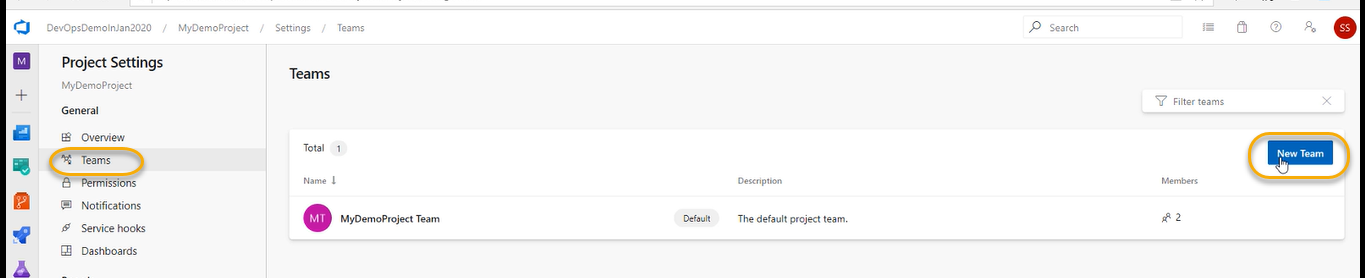 DevOpsDemoInJan2020 / MyDemoProject / Settings / Teams
Search
SS
M
Project Settings
MyDemoProject
General
Overview
Teams
Permissions
Notifications
Service hooks
Dashboards
Teams
Filter teams
Total 1
New Team
Name Description Members
MT MyDemoProject Team Default The default project team. 2